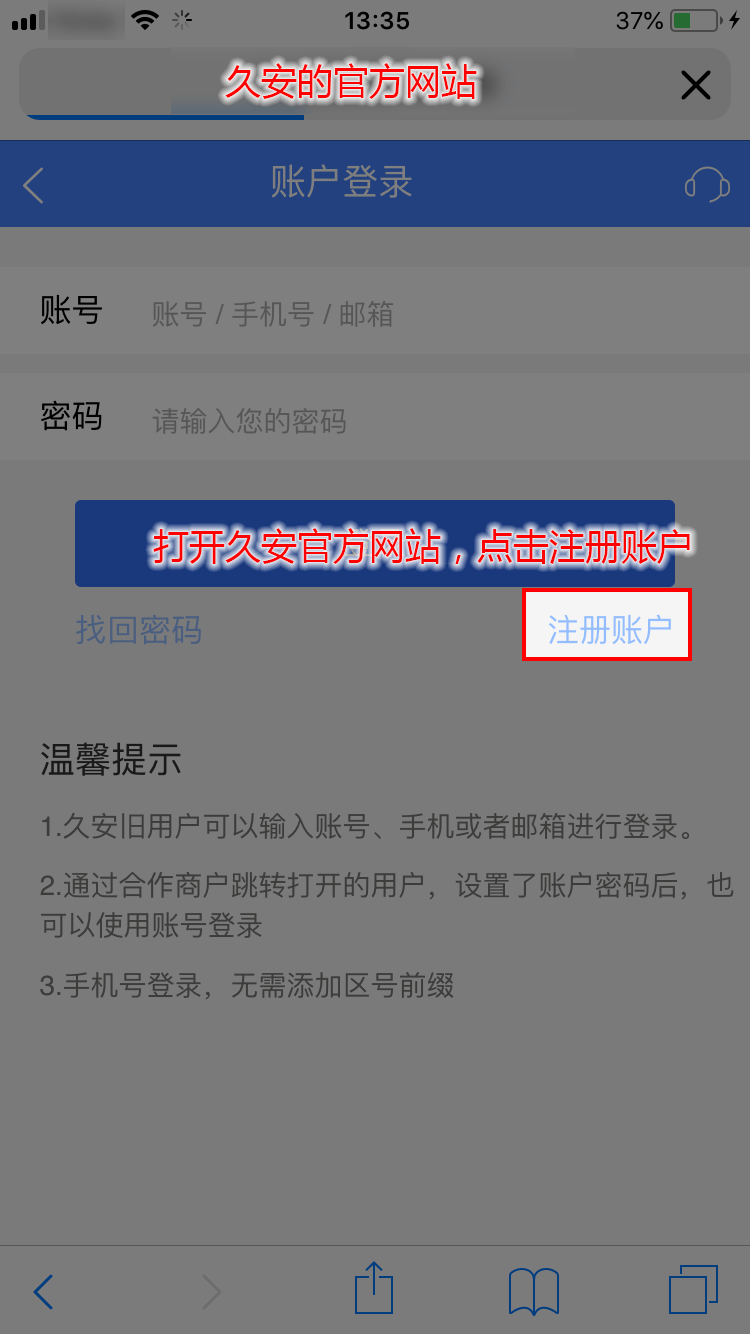 13:35
37%
久安的官方网站
账户登录
账号 账号 / 手机号 / 邮箱
密码 请输入您的密码
打开久安官方网站，点击注册账户
找回密码 注册账户
温馨提示
1.久安旧用户可以输入账号、手机或者邮箱进行登录。
2.通过合作商户跳转打开的用户，设置了账户密码后，也
可以使用账号登录
3.手机号登录，无需添加区号前缀